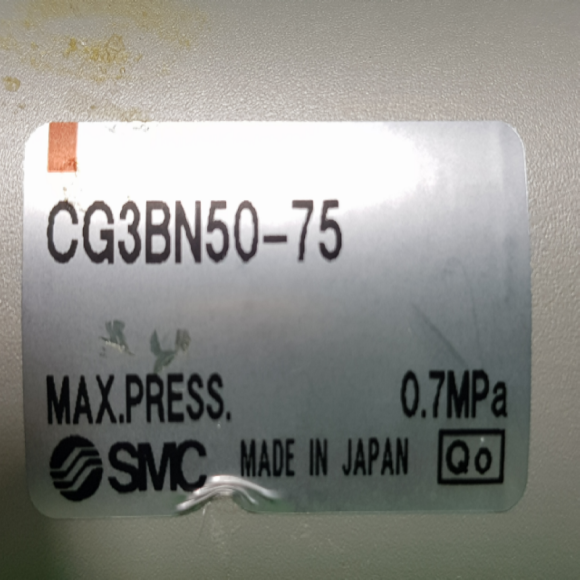 CG3BN50-75
MAX.PRESS. 0.7MPa
SMC MADE IN JAPAN Qo